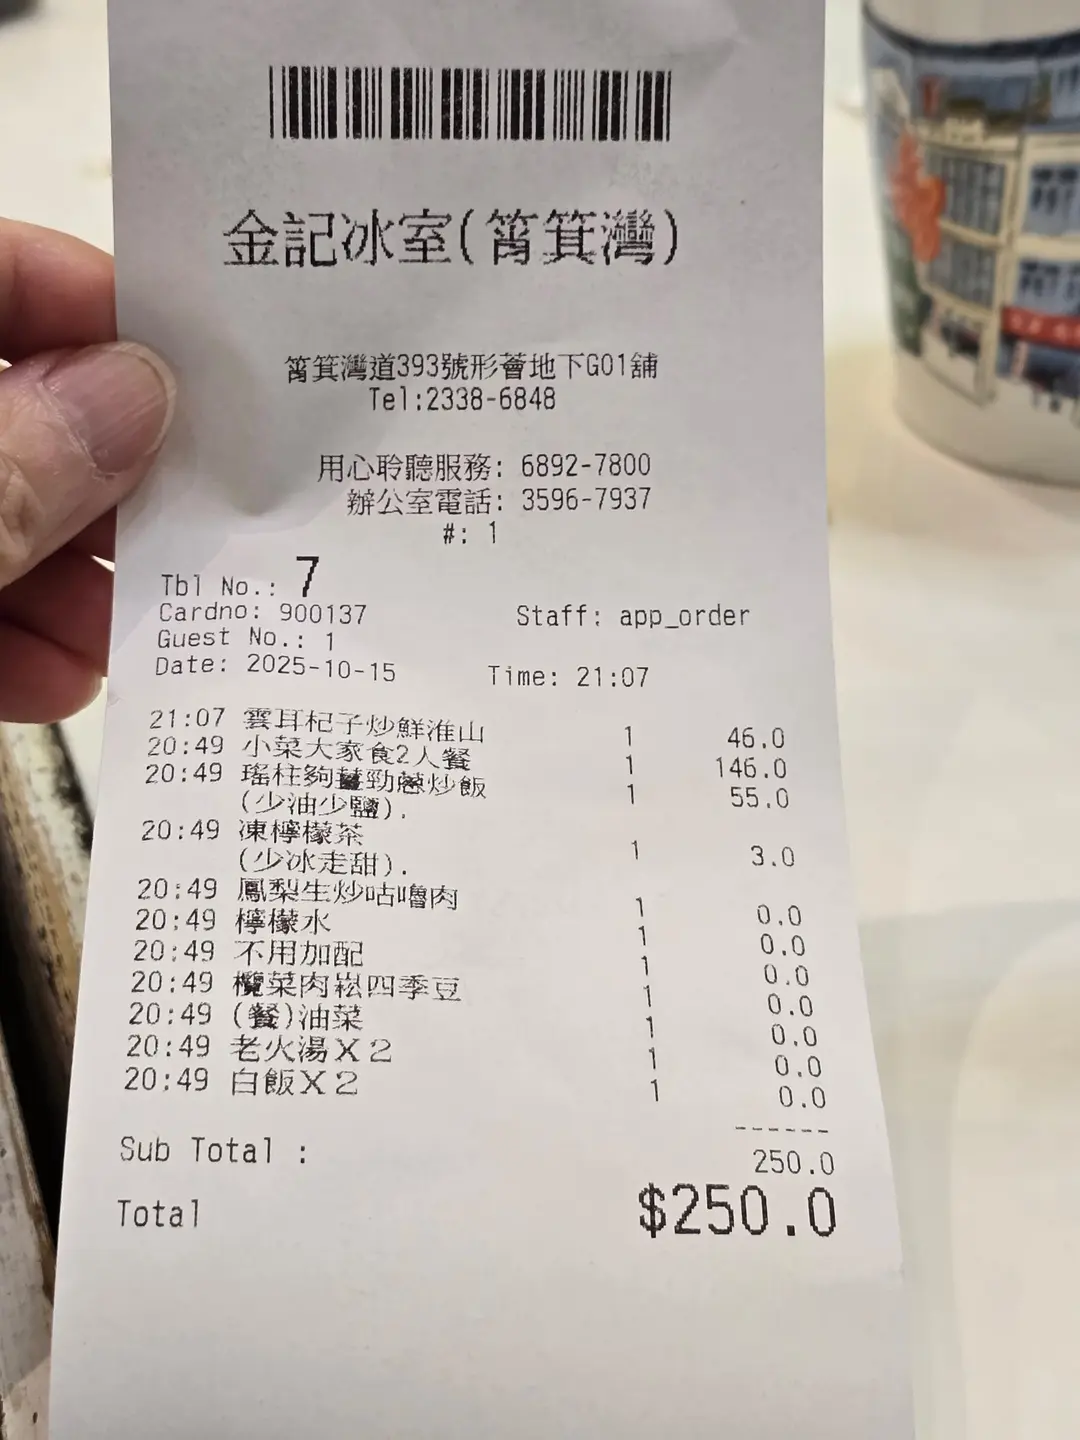 金記冰室(筲箕灣)
筲箕灣道393號形薈地下G01舖
Tel:2338-6848
用心聆聽服務: 6892-7800
辦公室電話: 3596-7937
#: 1
Tbl No.: 7
Cardno: 900137 Staff: app_order
Guest No.: 1
Date: 2025-10-15 Time: 21:07
21:07 雲耳杞子炒鮮淮山 1 46.0
20:49 小菜大家食2人餐 1 146.0
20:49 瑤柱夠薑勁蔥炒飯 1 55.0
(少油少鹽).
20:49 凍檸檬茶 1 3.0
(少冰走甜).
20:49 鳳梨生炒咕嚕肉 1 0.0
20:49 檸檬水 1 0.0
20:49 不用加配 1 0.0
20:49 欖菜肉崧四季豆 1 0.0
20:49 (餐)油菜 1 0.0
20:49 老火湯X2 1 0.0
20:49 白飯X2 1 0.0
------
Sub Total : 250.0
Total $250.0